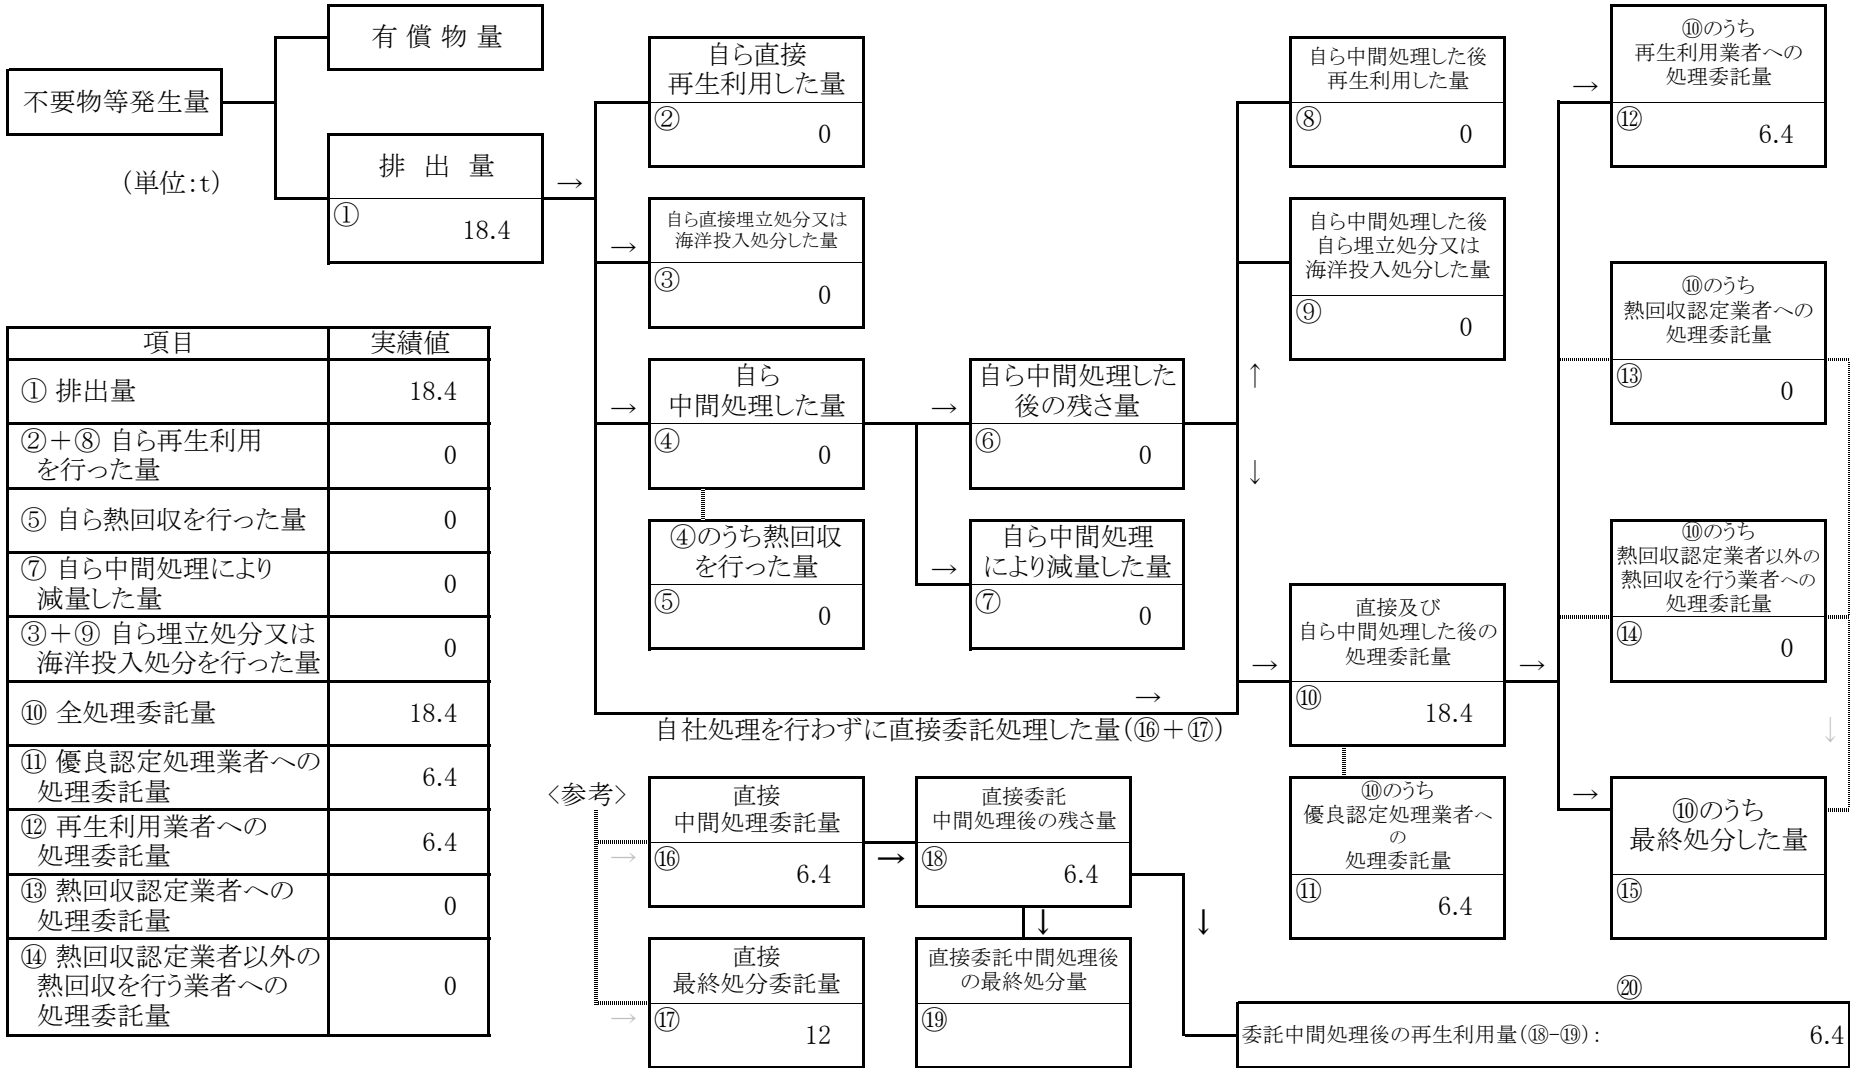 有 償 物 量
不要物等発生量
(単位:t)
排 出 量
①
18.4
→
自ら直接
再生利用した量
②
0
→
自ら直接埋立処分又は
海洋投入処分した量
③
0
→
自ら
中間処理した量
④
0
④のうち熱回収
を行った量
⑤
0
→
自ら中間処理した
後の残さ量
⑥
0
→
自ら中間処理
により減量した量
⑦
0
→
自社処理を行わずに直接委託処理した量(⑯+⑰)
↑
↓
自ら中間処理した後
再生利用した量
⑧
0
自ら中間処理した後
自ら埋立処分又は
海洋投入処分した量
⑨
0
→
直接及び
自ら中間処理した後の
処理委託量
⑩
18.4
→
⑩のうち
優良認定処理業者へ
の
処理委託量
⑪
6.4
→
⑩のうち
再生利用業者への
処理委託量
⑫
6.4
⑩のうち
熱回収認定業者への
処理委託量
⑬
0
⑩のうち
熱回収認定業者以外の
熱回収を行う業者への
処理委託量
⑭
0
↓
→
⑩のうち
最終処分した量
⑮
項目 実績値
① 排出量 18.4
②+⑧ 自ら再生利用
を行った量 0
⑤ 自ら熱回収を行った量 0
⑦ 自ら中間処理により
減量した量 0
③+⑨ 自ら埋立処分又は
海洋投入処分を行った量 0
⑩ 全処理委託量 18.4
⑪ 優良認定処理業者への
処理委託量 6.4
⑫ 再生利用業者への
処理委託量 6.4
⑬ 熱回収認定業者への
処理委託量 0
⑭ 熱回収認定業者以外の
熱回収を行う業者への
処理委託量 0
〈参考〉
→
直接
中間処理委託量
⑯
6.4
→
直接委託
中間処理後の残さ量
⑱
6.4
↓
↓
→
直接
最終処分委託量
⑰
12
直接委託中間処理後
の最終処分量
⑲
⑳
委託中間処理後の再生利用量(⑱-⑲): 6.4